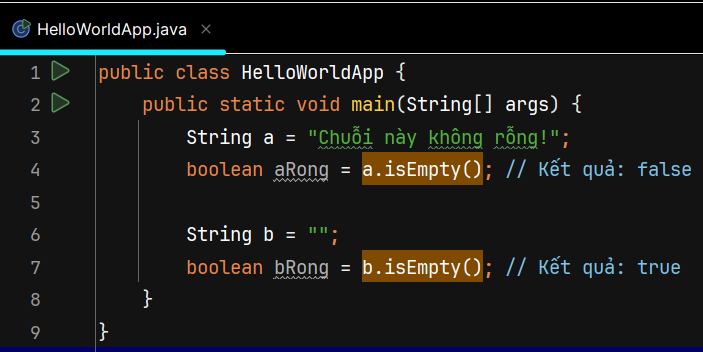 HelloWorldApp.java
1 public class HelloWorldApp {
2 public static void main(String[] args) {
3 String a = "Chuỗi này không rỗng!";
4 boolean aRong = a.isEmpty(); // Kết quả: false
5
6 String b = "";
7 boolean bRong = b.isEmpty(); // Kết quả: true
8 }
9 }